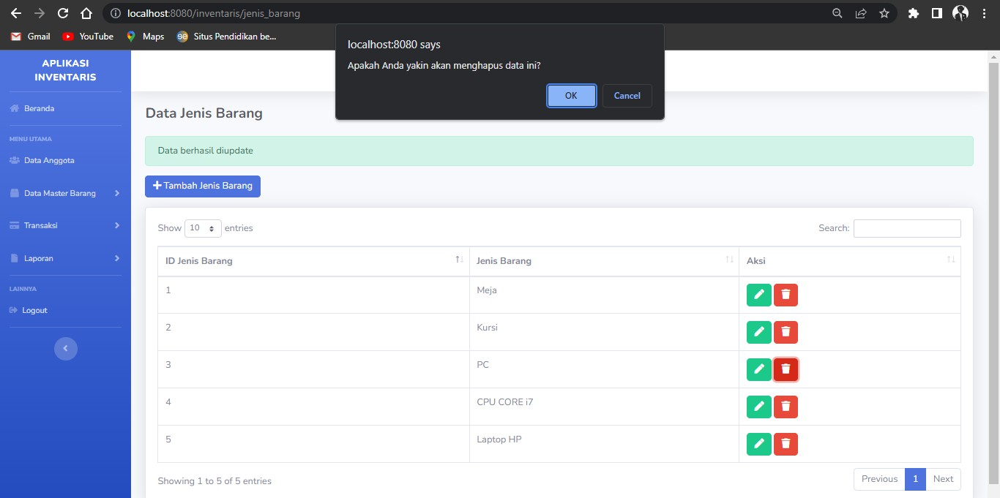 localhost:8080/inventaris/jenis_barang
Gmail
YouTube
Maps
Situs Pendidikan be...
localhost:8080 says
Apakah Anda yakin akan menghapus data ini?
OK
Cancel
APLIKASI
INVENTARIS
Beranda
MENU UTAMA
Data Anggota
Data Master Barang
Transaksi
Laporan
LAINNYA
Logout
Data Jenis Barang
Data berhasil diupdate
Tambah Jenis Barang
Show 10 entries
Search:
ID Jenis Barang Jenis Barang Aksi
1 Meja
2 Kursi
3 PC
4 CPU CORE i7
5 Laptop HP
Showing 1 to 5 of 5 entries
Previous 1 Next